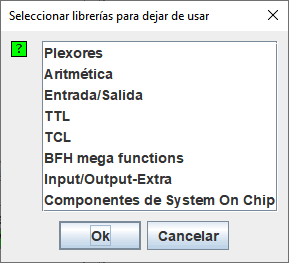 Seleccionar librerías para dejar de usar
?
Plexores
Aritmética
Entrada/Salida
TTL
TCL
BFH mega functions
Input/Output-Extra
Componentes de System On Chip
Ok
Cancelar